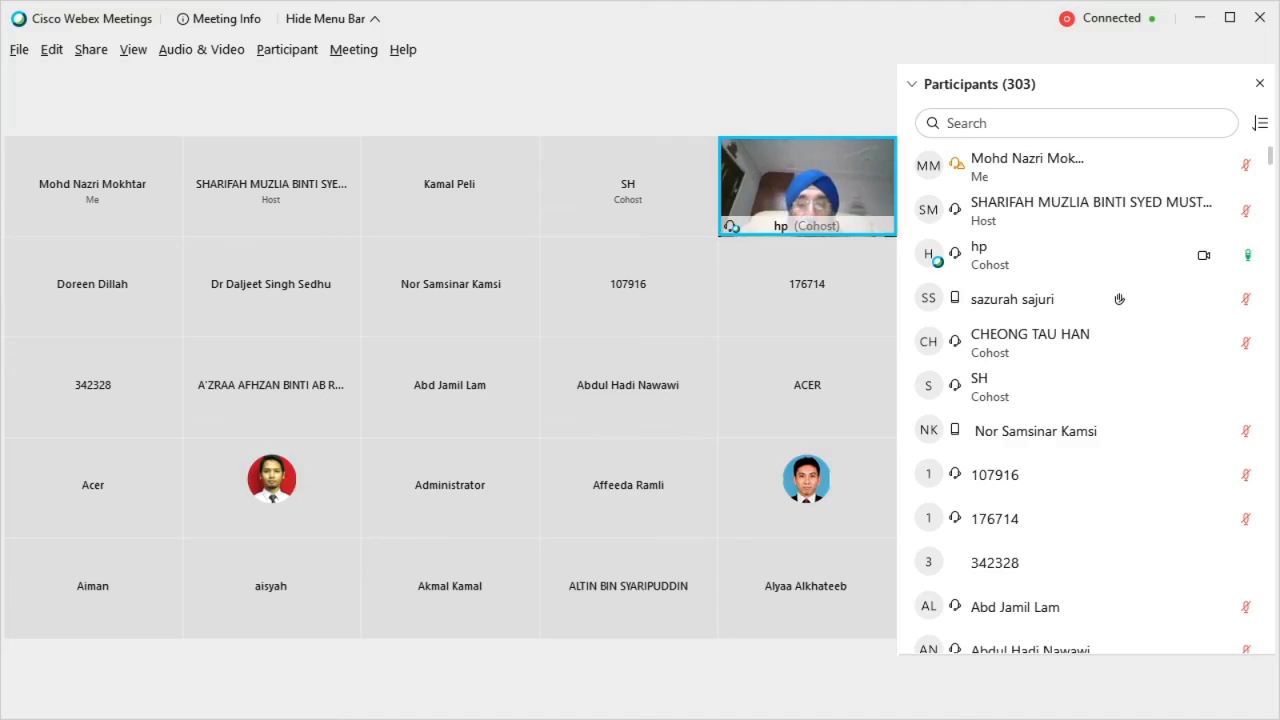 Cisco Webex Meetings
Meeting Info
Hide Menu Bar
Connected
File Edit Share View Audio & Video Participant Meeting Help
Mohd Nazri Mokhtar
Me
SHARIFAH MUZLIA BINTI SYE...
Host
Kamal Peli
SH
Cohost
hp (Cohost)
Doreen Dillah
Dr Daljeet Singh Sedhu
Nor Samsinar Kamsi
107916
176714
342328
A'ZRAA AFHZAN BINTI AB R...
Abd Jamil Lam
Abdul Hadi Nawawi
ACER
Acer
Administrator
Affeeda Ramli
Aiman
aisyah
Akmal Kamal
ALTIN BIN SYARIPUDDIN
Alyaa Alkhateeb
Participants (303)
Search
MM
Mohd Nazri Mok...
Me
SM
SHARIFAH MUZLIA BINTI SYED MUST...
Host
H
hp
Cohost
SS
sazurah sajuri
CH
CHEONG TAU HAN
Cohost
S
SH
Cohost
NK
Nor Samsinar Kamsi
1
107916
1
176714
3
342328
AL
Abd Jamil Lam
AN
Abdul Hadi Nawawi